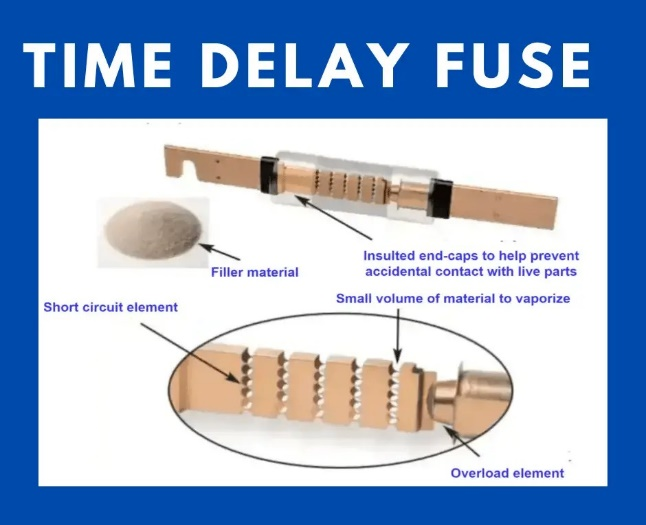 TIME DELAY FUSE
Insulted end-caps to help prevent
accidental contact with live parts
Filler material
Small volume of material to vaporize
Short circuit element
Overload element